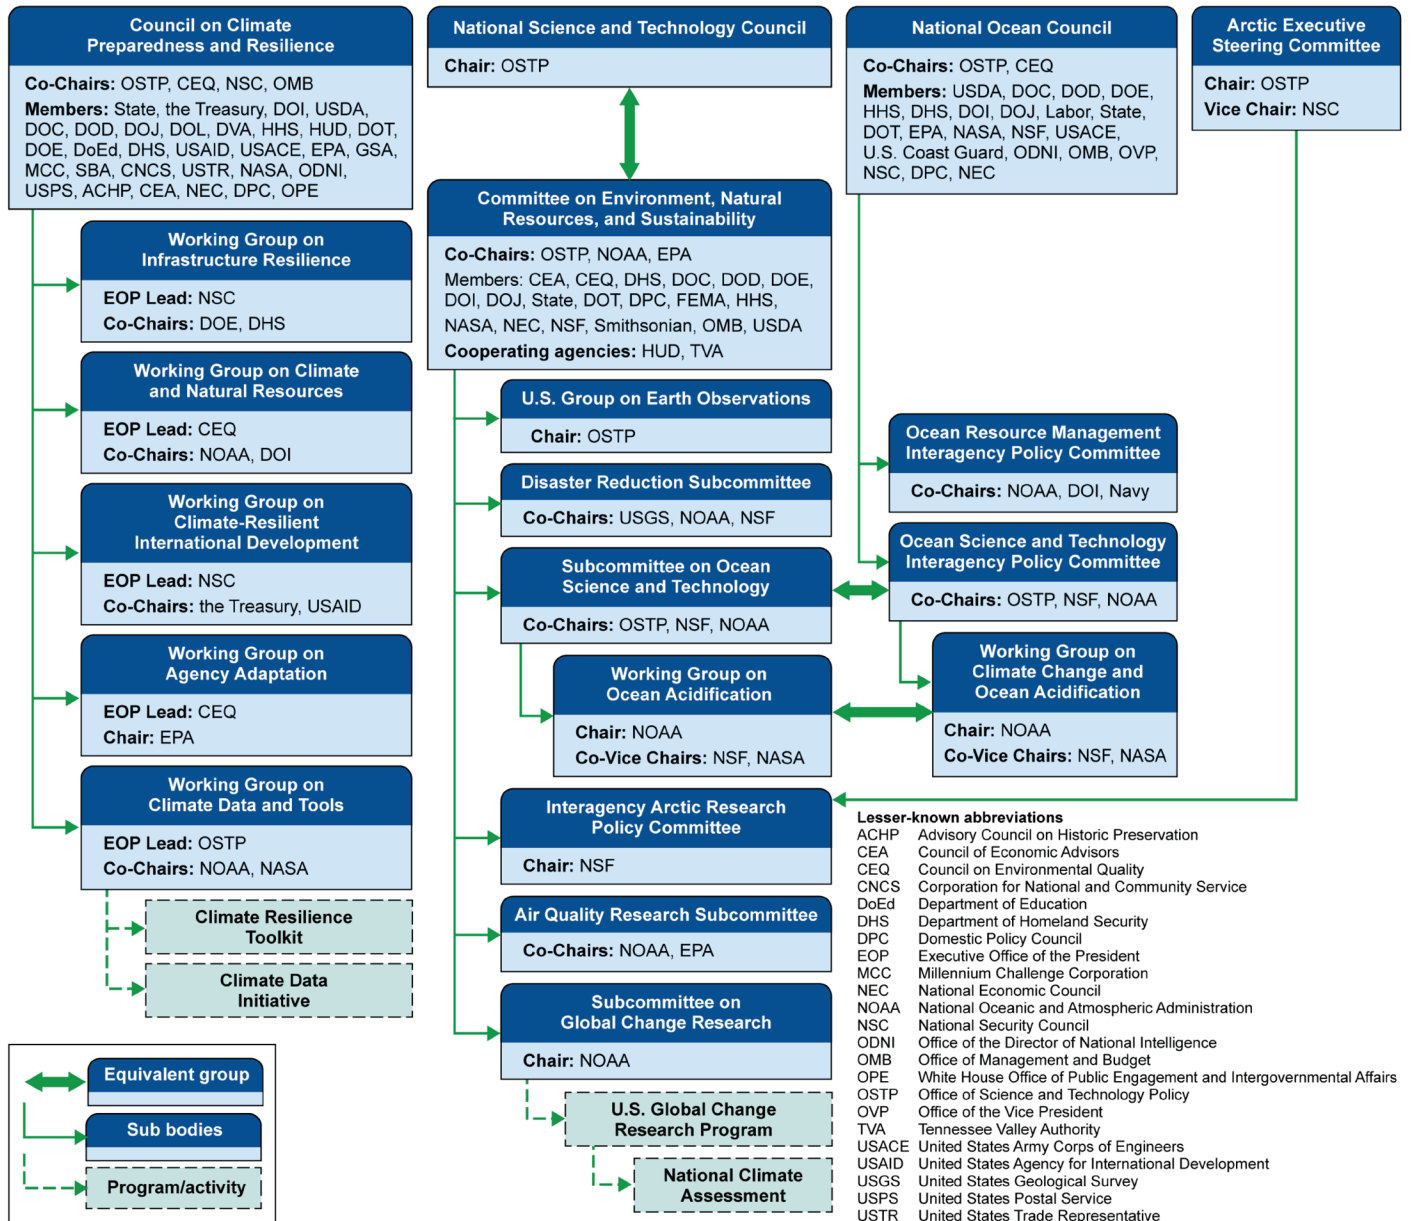 Council on Climate
Preparedness and Resilience
Co-Chairs: OSTP, CEQ, NSC, OMB
Members: State, the Treasury, DOI, USDA,
DOC, DOD, DOJ, DOL, DVA, HHS, HUD, DOT,
DOE, DoEd, DHS, USAID, USACE, EPA, GSA,
MCC, SBA, CNCS, USTR, NASA, ODNI,
USPS, ACHP, CEA, NEC, DPC, OPE
Working Group on
Infrastructure Resilience
EOP Lead: NSC
Co-Chairs: DOE, DHS
Working Group on Climate
and Natural Resources
EOP Lead: CEQ
Co-Chairs: NOAA, DOI
Working Group on
Climate-Resilient
International Development
EOP Lead: NSC
Co-Chairs: the Treasury, USAID
Working Group on
Agency Adaptation
EOP Lead: CEQ
Chair: EPA
Working Group on
Climate Data and Tools
EOP Lead: OSTP
Co-Chairs: NOAA, NASA
Climate Resilience
Toolkit
Climate Data
Initiative
Equivalent group
Sub bodies
Program/activity
National Science and Technology Council
Chair: OSTP
Committee on Environment, Natural
Resources, and Sustainability
Co-Chairs: OSTP, NOAA, EPA
Members: CEA, CEQ, DHS, DOC, DOD, DOE,
DOI, DOJ, State, DOT, DPC, FEMA, HHS,
NASA, NEC, NSF, Smithsonian, OMB, USDA
Cooperating agencies: HUD, TVA
U.S. Group on Earth Observations
Chair: OSTP
Disaster Reduction Subcommittee
Co-Chairs: USGS, NOAA, NSF
Subcommittee on Ocean
Science and Technology
Co-Chairs: OSTP, NSF, NOAA
Working Group on
Ocean Acidification
Chair: NOAA
Co-Vice Chairs: NSF, NASA
Interagency Arctic Research
Policy Committee
Chair: NSF
Air Quality Research Subcommittee
Co-Chairs: NOAA, EPA
Subcommittee on
Global Change Research
Chair: NOAA
U.S. Global Change
Research Program
National Climate
Assessment
National Ocean Council
Co-Chairs: OSTP, CEQ
Members: USDA, DOC, DOD, DOE,
HHS, DHS, DOI, DOJ, Labor, State,
DOT, EPA, NASA, NSF, USACE,
U.S. Coast Guard, ODNI, OMB, OVP,
NSC, DPC, NEC
Ocean Resource Management
Interagency Policy Committee
Co-Chairs: NOAA, DOI, Navy
Ocean Science and Technology
Interagency Policy Committee
Co-Chairs: OSTP, NSF, NOAA
Working Group on
Climate Change and
Ocean Acidification
Chair: NOAA
Co-Vice Chairs: NSF, NASA
Arctic Executive
Steering Committee
Chair: OSTP
Vice Chair: NSC
Lesser-known abbreviations
ACHP Advisory Council on Historic Preservation
CEA Council of Economic Advisors
CEQ Council on Environmental Quality
CNCS Corporation for National and Community Service
DoEd Department of Education
DHS Department of Homeland Security
DPC Domestic Policy Council
EOP Executive Office of the President
MCC Millennium Challenge Corporation
NEC National Economic Council
NOAA National Oceanic and Atmospheric Administration
NSC National Security Council
ODNI Office of the Director of National Intelligence
OMB Office of Management and Budget
OPE White House Office of Public Engagement and Intergovernmental Affairs
OSTP Office of Science and Technology Policy
OVP Office of the Vice President
TVA Tennessee Valley Authority
USACE United States Army Corps of Engineers
USAID United States Agency for International Development
USGS United States Geological Survey
USPS United States Postal Service
USTR United States Trade Representative